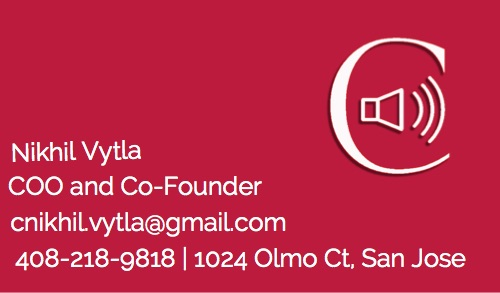 C
Nikhil Vytla
COO and Co-Founder
cnikhil.vytla@gmail.com
408-218-9818 | 1024 Olmo Ct, San Jose